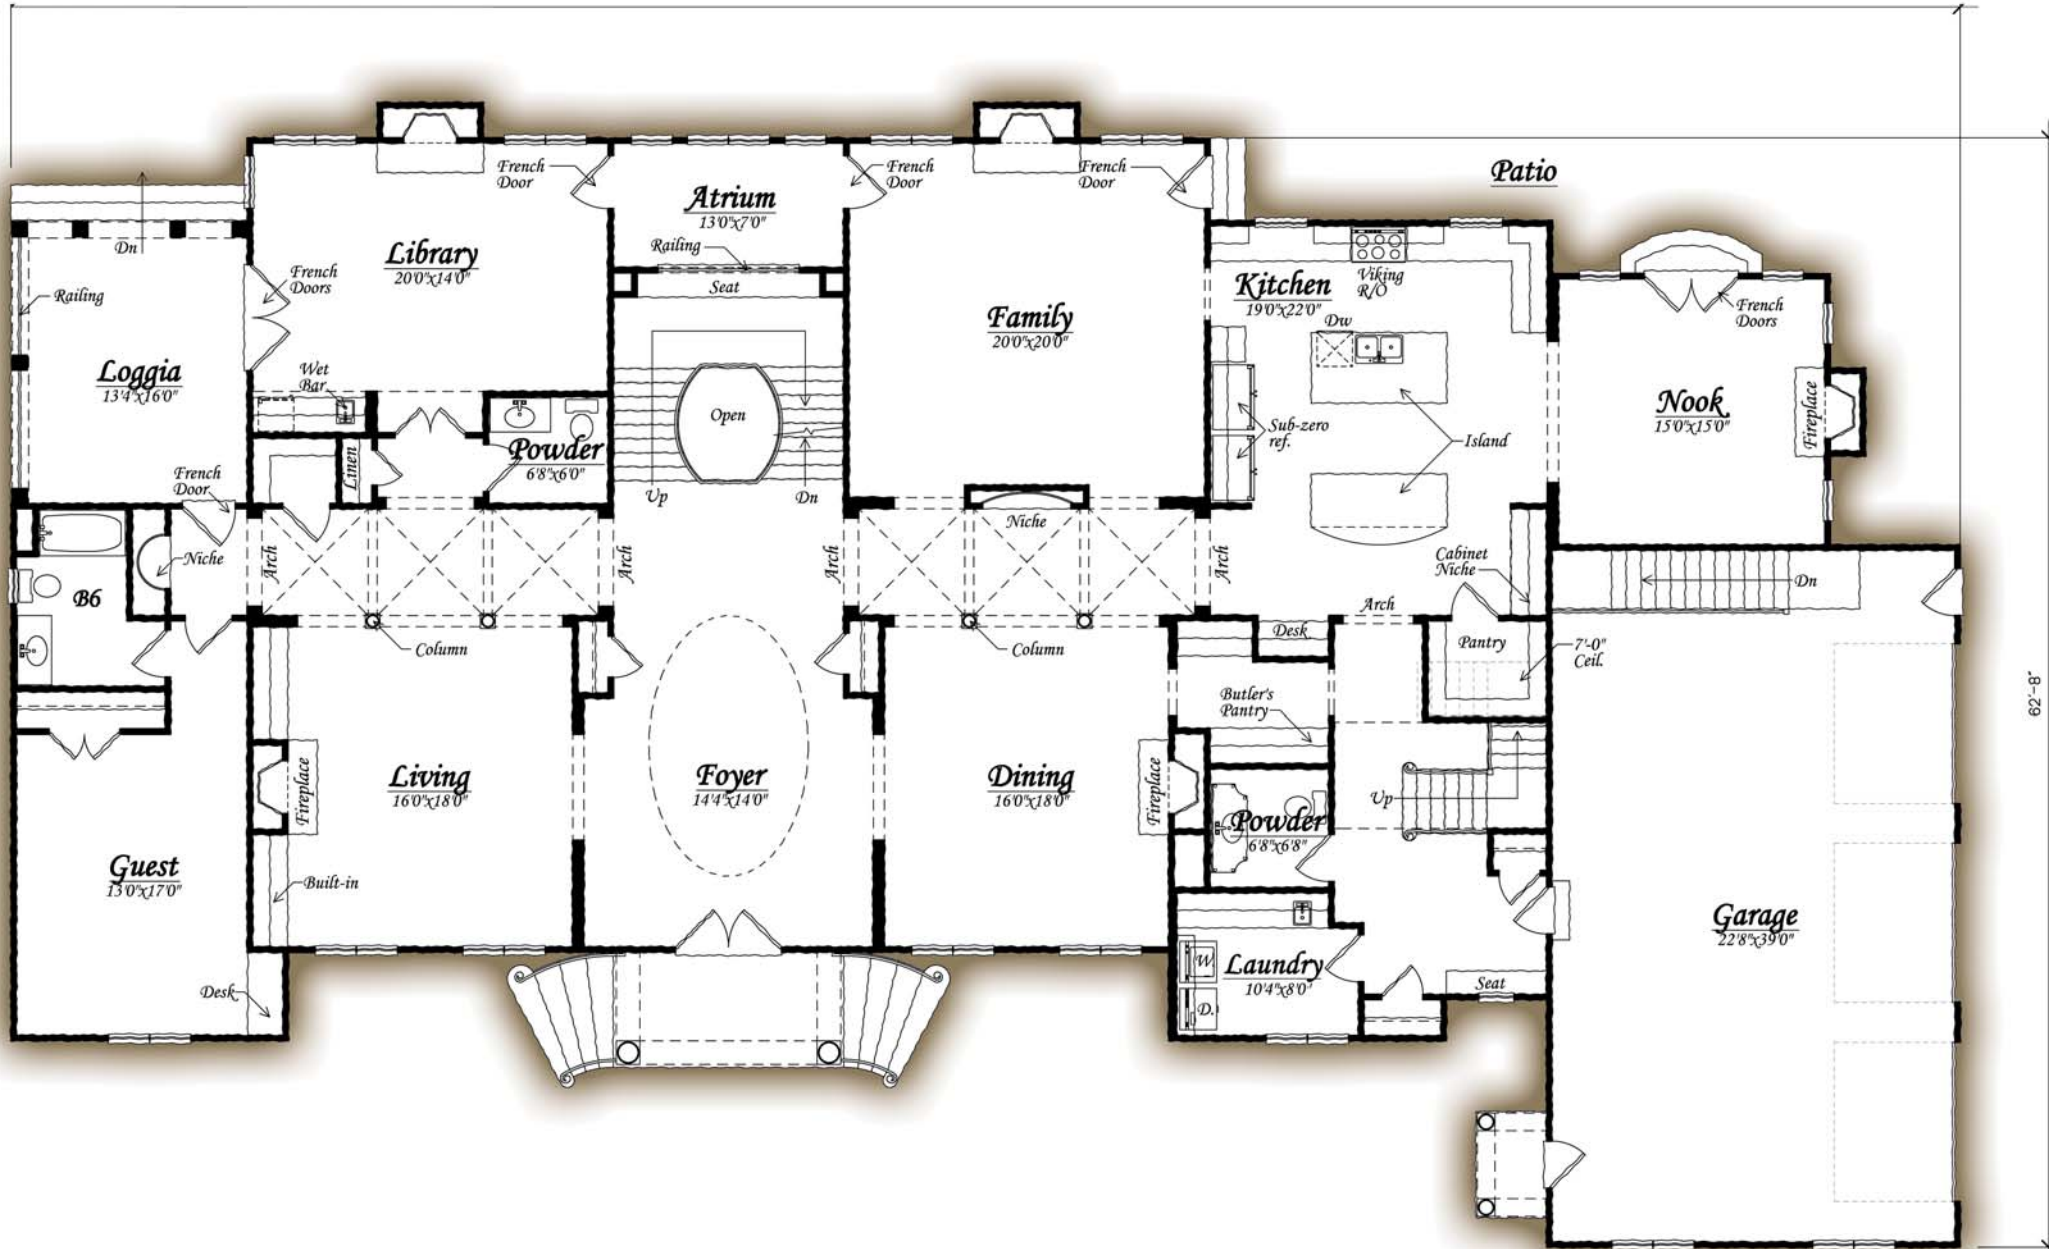 Patio
French
Door
Atrium
13'0"x7'0"
French
Door
French
Door
Railing
Seat
Library
20'0"x14'0"
French
Doors
Dn
Railing
Loggia
13'4"x16'0"
Wet
Bar
Linen
Powder
6'8"x6'0"
Open
Up
Dn
Family
20'0"x20'0"
Kitchen
19'0"x22'0"
Viking
R/O
Dw
Sub-zero
ref.
Island
Nook
15'0"x15'0"
French
Doors
Fireplace
French
Door
Niche
Arch
Arch
Arch
Niche
Arch
Cabinet
Niche
Arch
Dn
B6
Column
Column
Desk
Pantry
7'-0"
Ceil.
62'-8"
Butler's
Pantry
Living
16'0"x18'0"
Fireplace
Foyer
14'4"x14'0"
Dining
16'0"x18'0"
Fireplace
Up
Powder
6'8"x6'8"
Guest
13'0"x17'0"
Built-in
Garage
22'8"x39'0"
Desk
W.
D.
Laundry
10'4"x8'0"
Seat